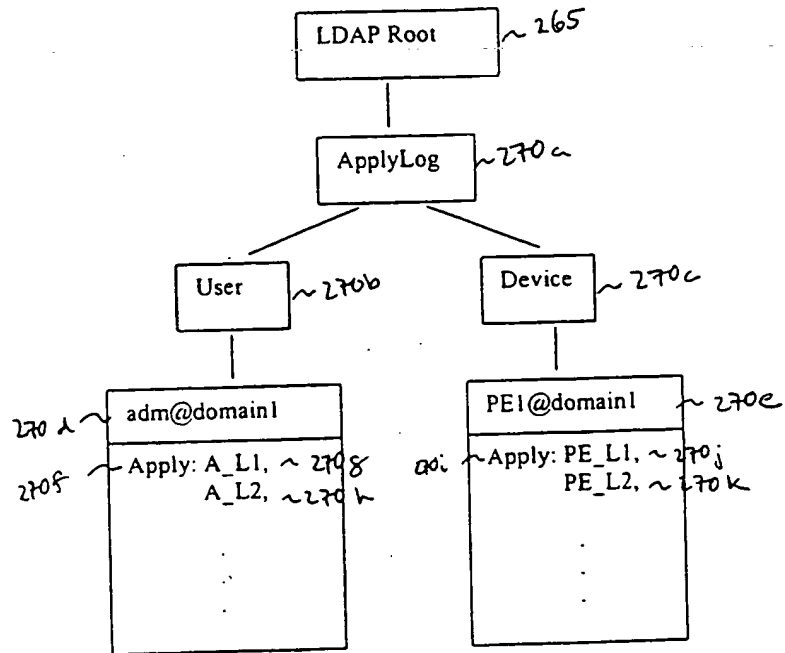 LDAP Root ~ 265
ApplyLog ~ 270a
User ~ 270b
Device ~ 270c
270d ~ adm@domain1
PE1@domain1 ~ 270e
270f ~ Apply: A_L1, ~ 270g
A_L2, ~ 270h
270i ~ Apply: PE_L1, ~ 270j
PE_L2, ~ 270k